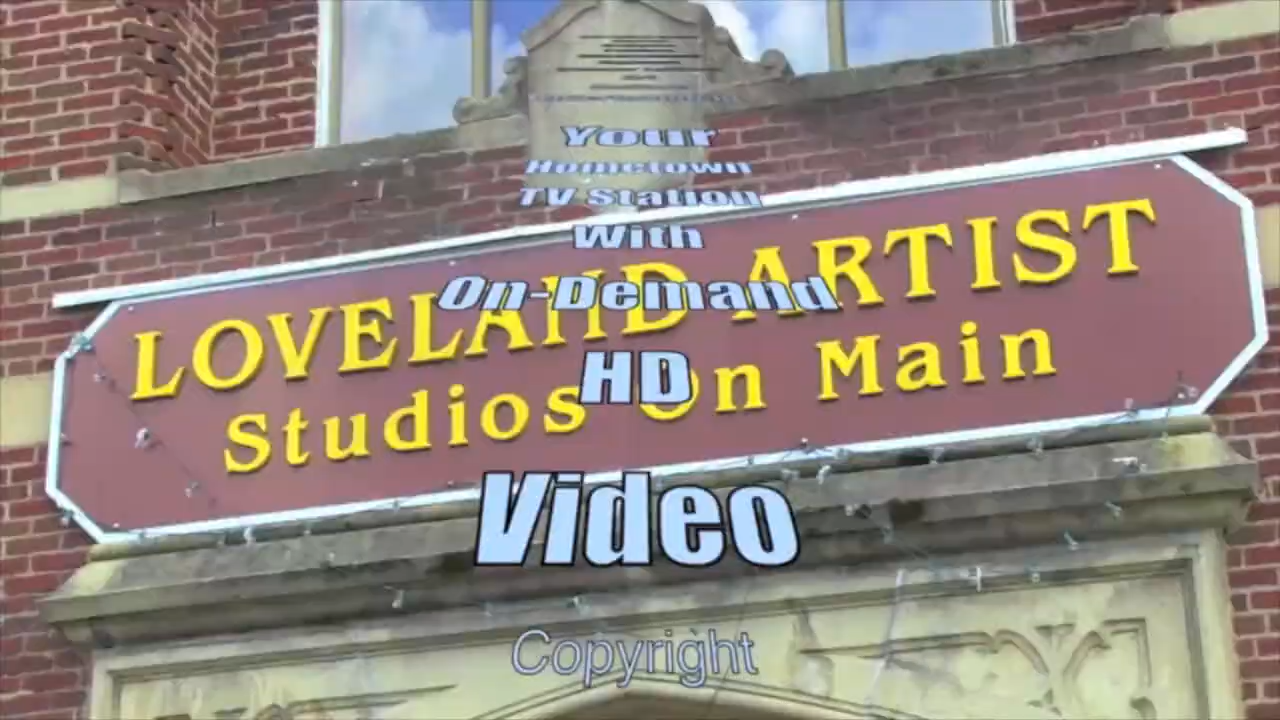 Your
Hometown
TV Station
With
On-Demand
HD
Video
Copyright
LOVELAND ARTIST
Studios On Main